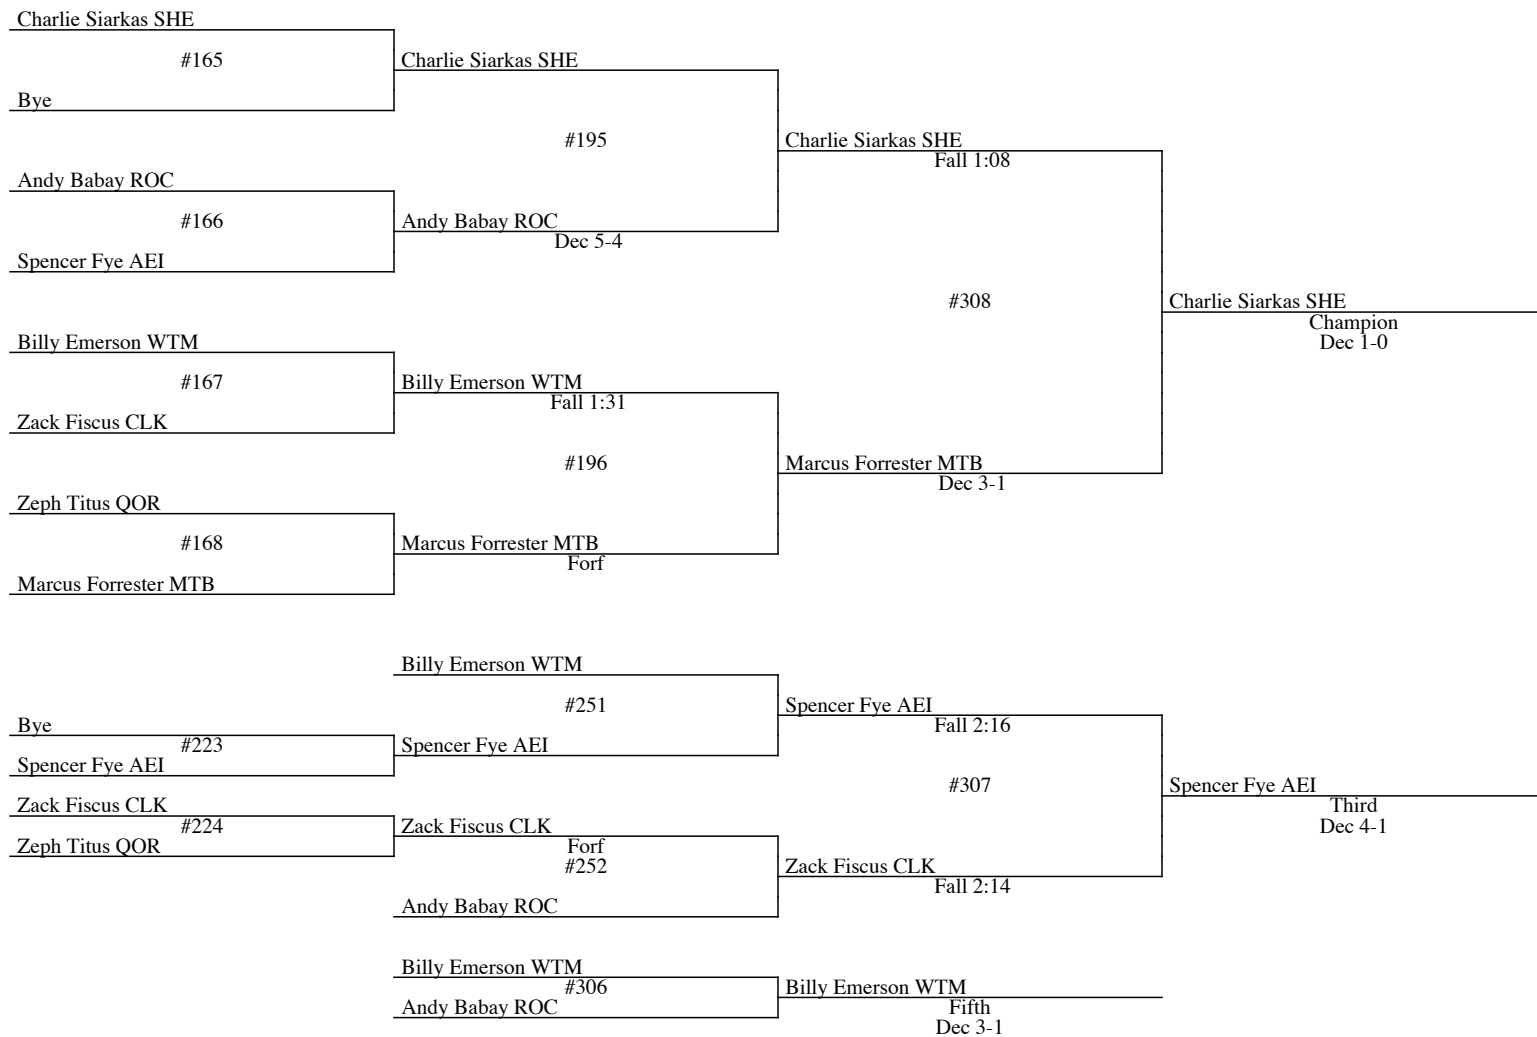 Charlie Siarkas SHE
#165
Charlie Siarkas SHE
Bye
#195
Charlie Siarkas SHE
Fall 1:08
Andy Babay ROC
#166
Andy Babay ROC
Dec 5-4
Spencer Fye AEI
#308
Charlie Siarkas SHE
Champion
Dec 1-0
Billy Emerson WTM
#167
Billy Emerson WTM
Fall 1:31
Zack Fiscus CLK
#196
Marcus Forrester MTB
Dec 3-1
Zeph Titus QOR
#168
Marcus Forrester MTB
Forf
Marcus Forrester MTB
Billy Emerson WTM
#251
Spencer Fye AEI
Fall 2:16
Bye
#223
Spencer Fye AEI
Spencer Fye AEI
#307
Spencer Fye AEI
Third
Dec 4-1
Zack Fiscus CLK
#224
Zack Fiscus CLK
Forf
Zeph Titus QOR
#252
Zack Fiscus CLK
Fall 2:14
Andy Babay ROC
Billy Emerson WTM
#306
Billy Emerson WTM
Fifth
Dec 3-1
Andy Babay ROC